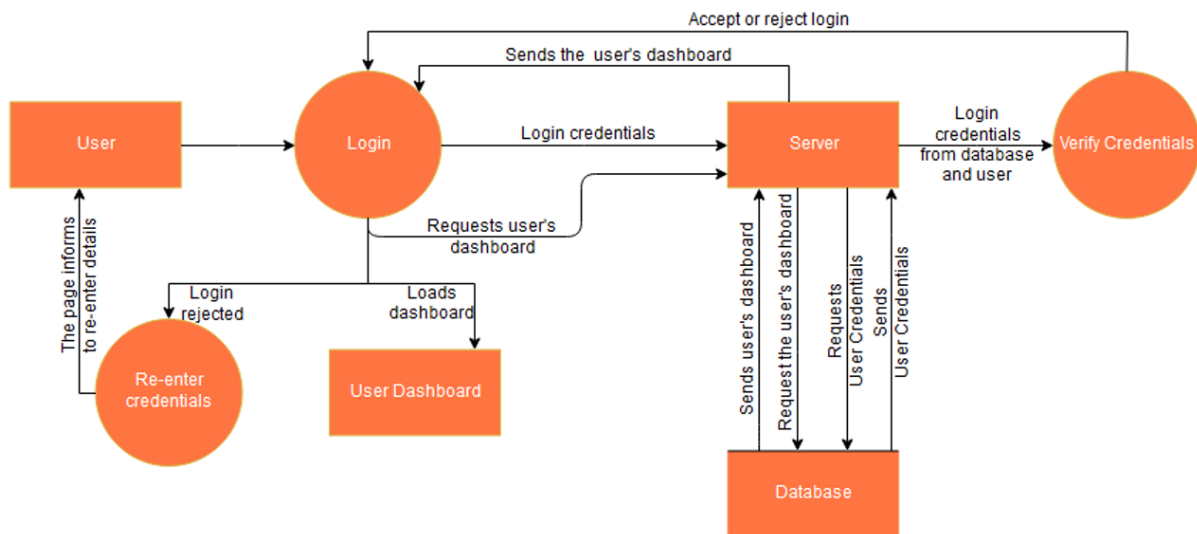 Accept or reject login
Sends the user's dashboard
User
Login
Login credentials
Server
Login
credentials
from database
and user
Verify Credentials
Requests user's
dashboard
The page informs
to re-enter details
Login
rejected
Loads
dashboard
Re-enter
credentials
User Dashboard
Sends user's dashboard
Request the user's dashboard
Requests
User Credentials
Sends
User Credentials
Database